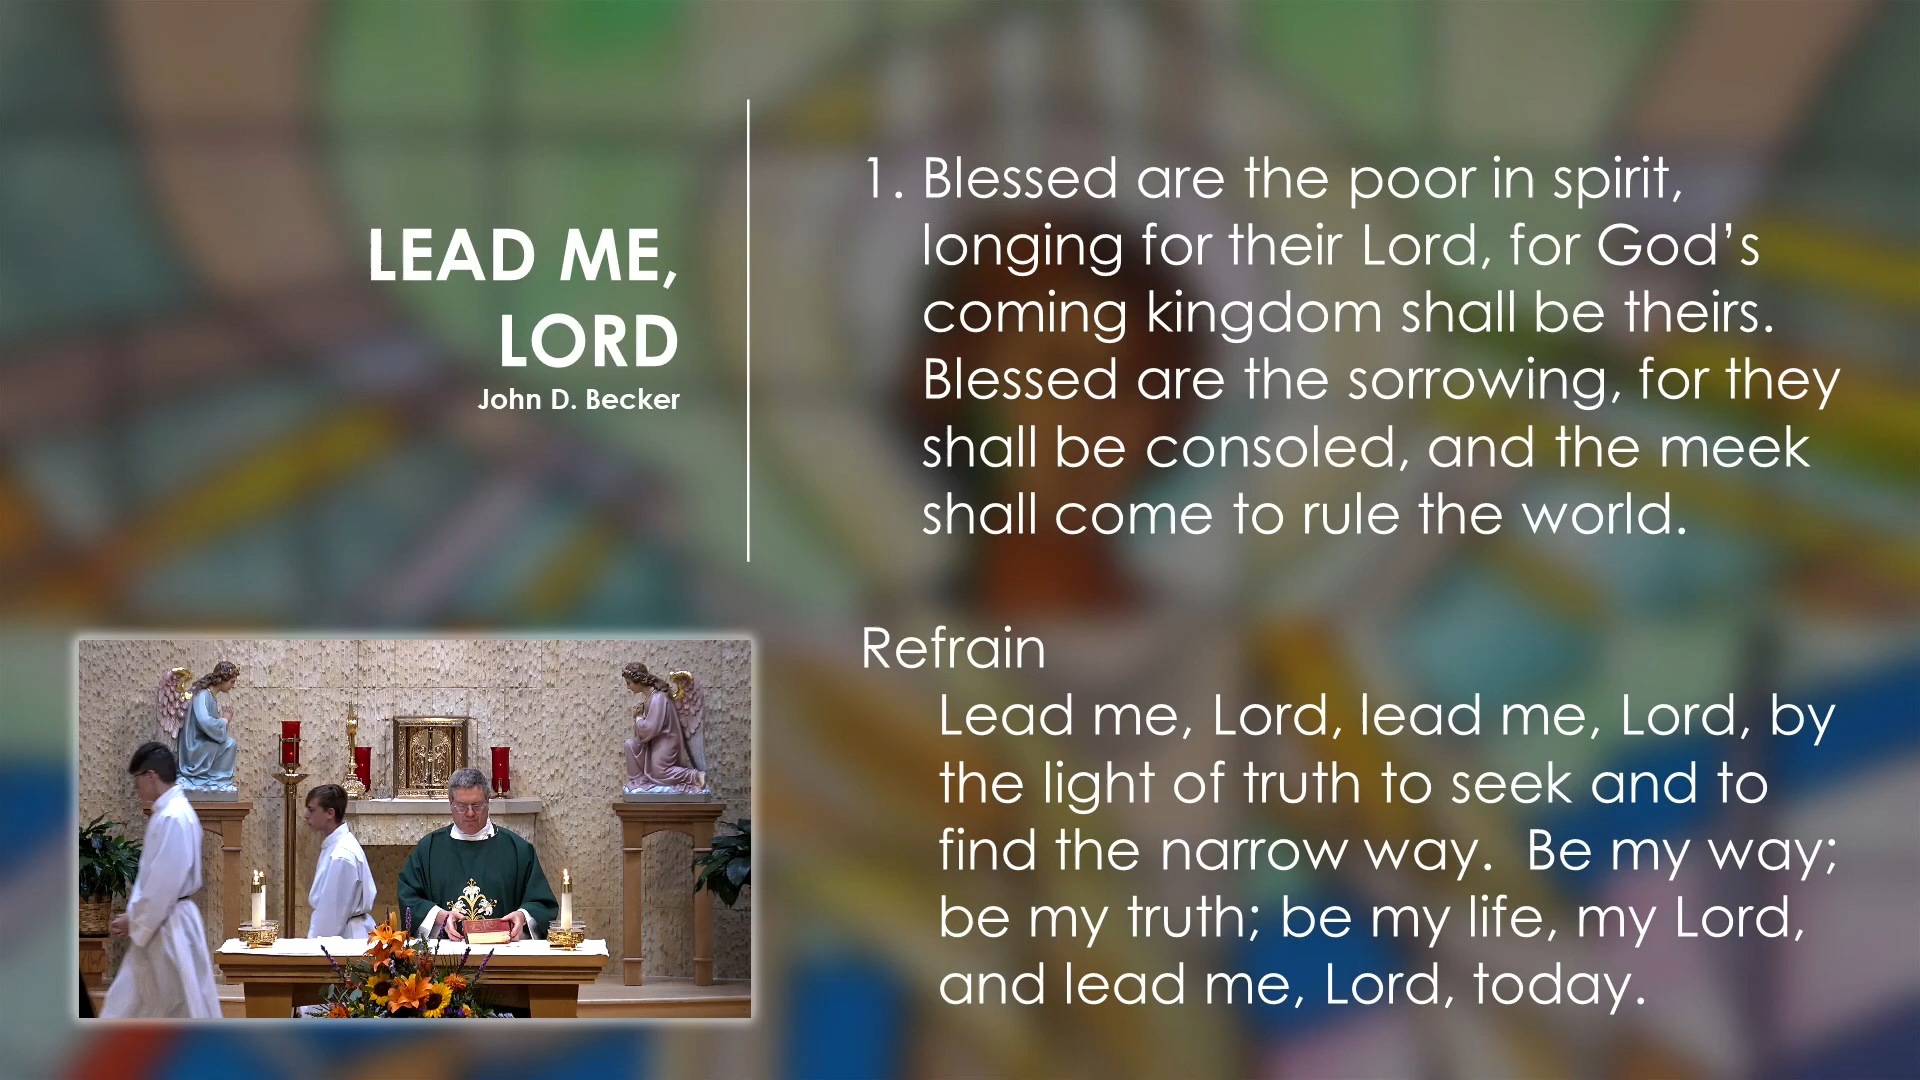 LEAD ME,
LORD
John D. Becker
1. Blessed are the poor in spirit,
longing for their Lord, for God’s
coming kingdom shall be theirs.
Blessed are the sorrowing, for they
shall be consoled, and the meek
shall come to rule the world.
Refrain
Lead me, Lord, lead me, Lord, by
the light of truth to seek and to
find the narrow way.  Be my way;
be my truth; be my life, my Lord,
and lead me, Lord, today.